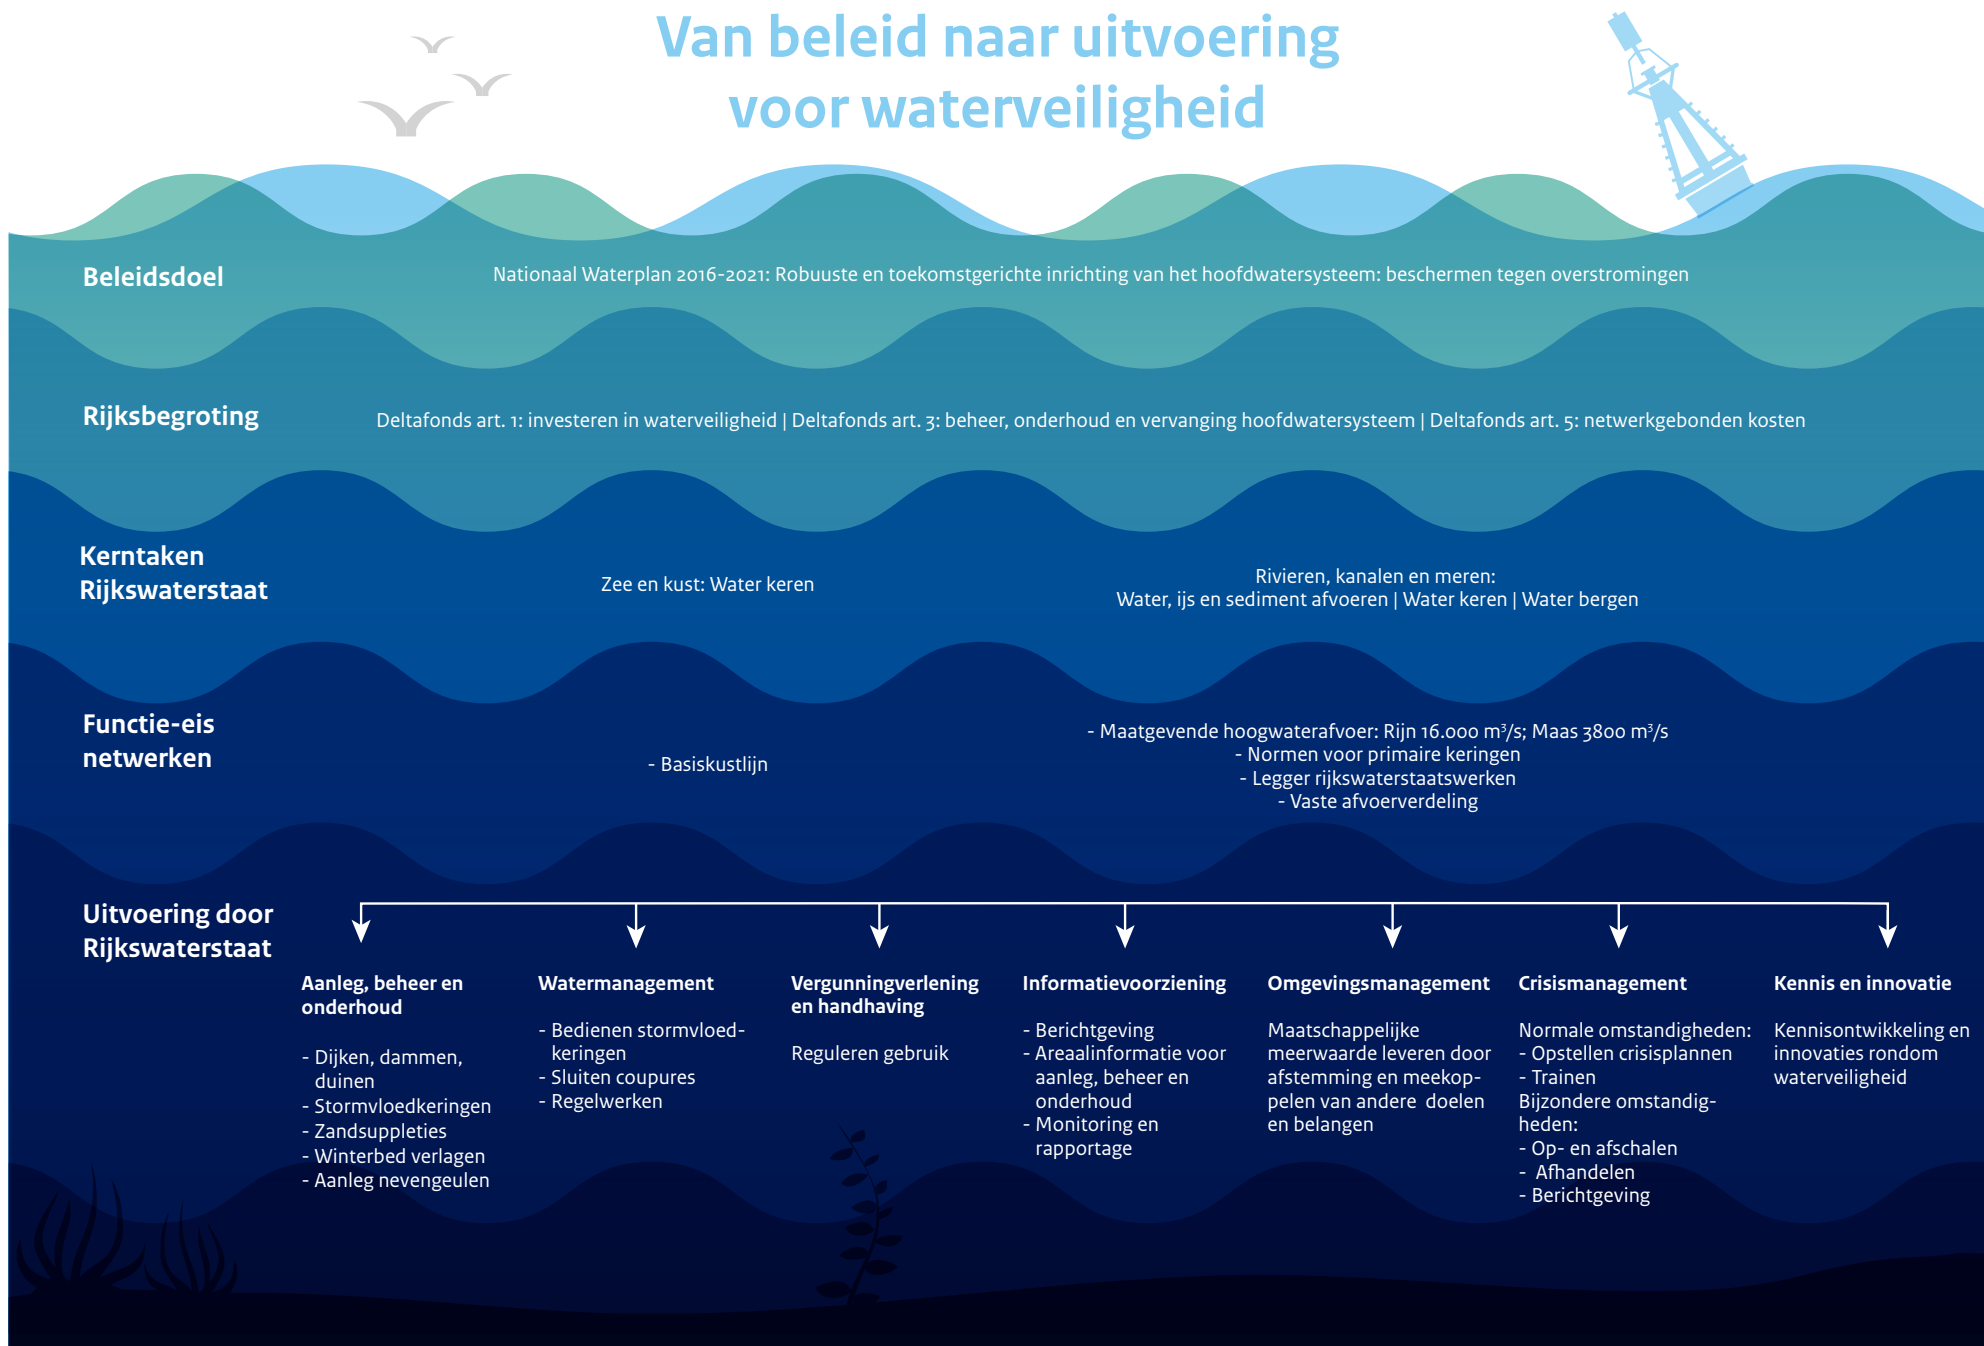 Van beleid naar uitvoering
voor waterveiligheid
Beleidsdoel
Nationaal Waterplan 2016-2021: Robuuste en toekomstgerichte inrichting van het hoofdwatersysteem: beschermen tegen overstromingen
Rijksbegroting
Deltafonds art. 1: investeren in waterveiligheid | Deltafonds art. 3: beheer, onderhoud en vervanging hoofdwatersysteem | Deltafonds art. 5: netwerkgebonden kosten
Kerntaken
Rijkswaterstaat
Zee en kust: Water keren
Rivieren, kanalen en meren:
Water, ijs en sediment afvoeren | Water keren | Water bergen
Functie-eis
netwerken
- Basiskustlijn
- Maatgevende hoogwaterafvoer: Rijn 16.000 m³/s; Maas 3800 m³/s
- Normen voor primaire keringen
- Legger rijkswaterstaatswerken
- Vaste afvoerverdeling
Uitvoering door
Rijkswaterstaat
Aanleg, beheer en
onderhoud
- Dijken, dammen,
duinen
- Stormvloedkeringen
- Zandsuppleties
- Winterbed verlagen
- Aanleg nevengeulen
Watermanagement
- Bedienen stormvloed-
keringen
- Sluiten coupures
- Regelwerken
Vergunningverlening
en handhaving
Reguleren gebruik
Informatievoorziening
- Berichtgeving
- Areaalinformatie voor
aanleg, beheer en
onderhoud
- Monitoring en
rapportage
Omgevingsmanagement
Maatschappelijke
meerwaarde leveren door
afstemming en meekop-
pelen van andere doelen
en belangen
Crisismanagement
Normale omstandigheden:
- Opstellen crisisplannen
- Trainen
Bijzondere omstandig-
heden:
- Op- en afschalen
- Afhandelen
- Berichtgeving
Kennis en innovatie
Kennisontwikkeling en
innovaties rondom
waterveiligheid